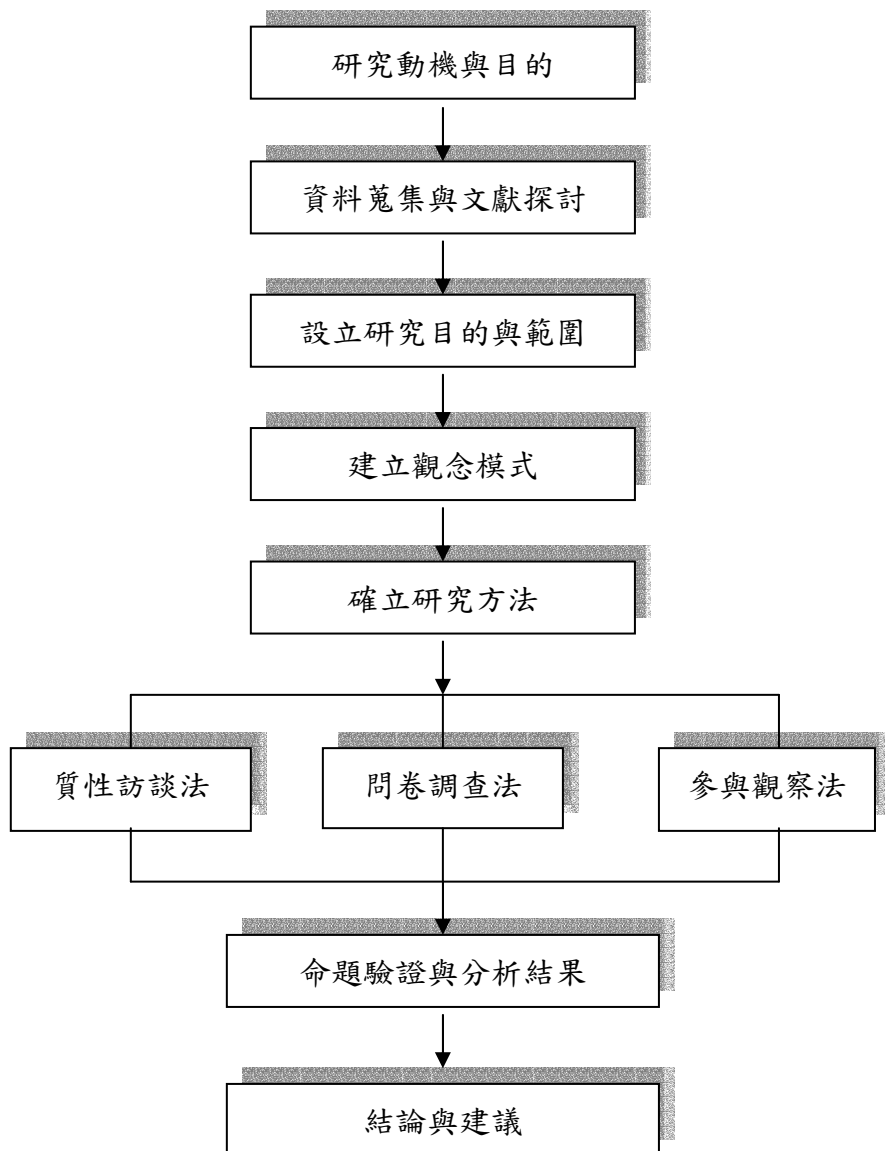 研究動機與目的
資料蒐集與文獻探討
設立研究目的與範圍
建立觀念模式
確立研究方法
質性訪談法
問卷調查法
參與觀察法
命題驗證與分析結果
結論與建議